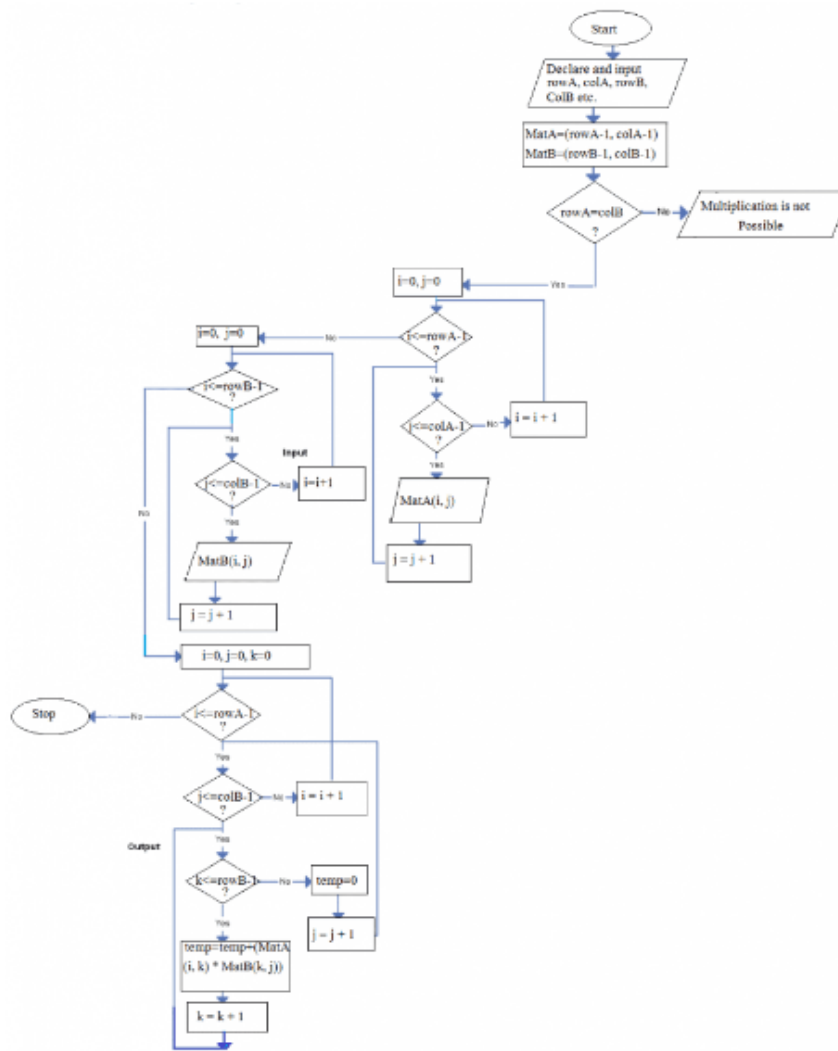 Start
Declare and input
rowA, colA, rowB,
ColB etc.
MatA=(rowA-1, colA-1)
MatB=(rowB-1, colB-1)
rowA=colB
?
No
Multiplication is not
Possible
Yes
i=0, j=0
i<=rowA-1
?
No
Yes
j<=colA-1
?
No
i = i + 1
Yes
MatA(i, j)
j = j + 1
i=0, j=0
i<=rowB-1
?
No
Yes
Input
j<=colB-1
?
No
i=i+1
Yes
MatB(i, j)
j = j + 1
i=0, j=0, k=0
i<=rowA-1
?
No
Stop
Yes
j<=colB-1
?
No
i = i + 1
Output
Yes
k<=rowB-1
?
No
temp=0
j = j + 1
Yes
temp=temp+(MatA
(i, k) * MatB(k, j))
k = k + 1